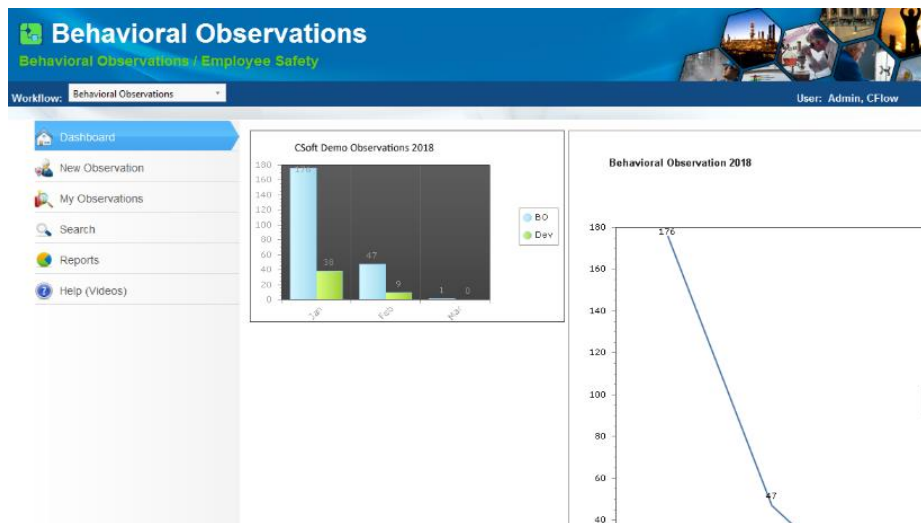 Behavioral Observations
Behavioral Observations / Employee Safety
Workflow: Behavioral Observations
User: Admin, CFlow
Dashboard
New Observation
My Observations
Search
Reports
Help (Videos)
CSoft Demo Observations 2018
180
160
140
120
100
80
60
40
20
0
176
38
47
9
1
0
Jan
Feb
Mar
BO
Dev
Behavioral Observation 2018
180
160
140
120
100
80
60
40
176
47